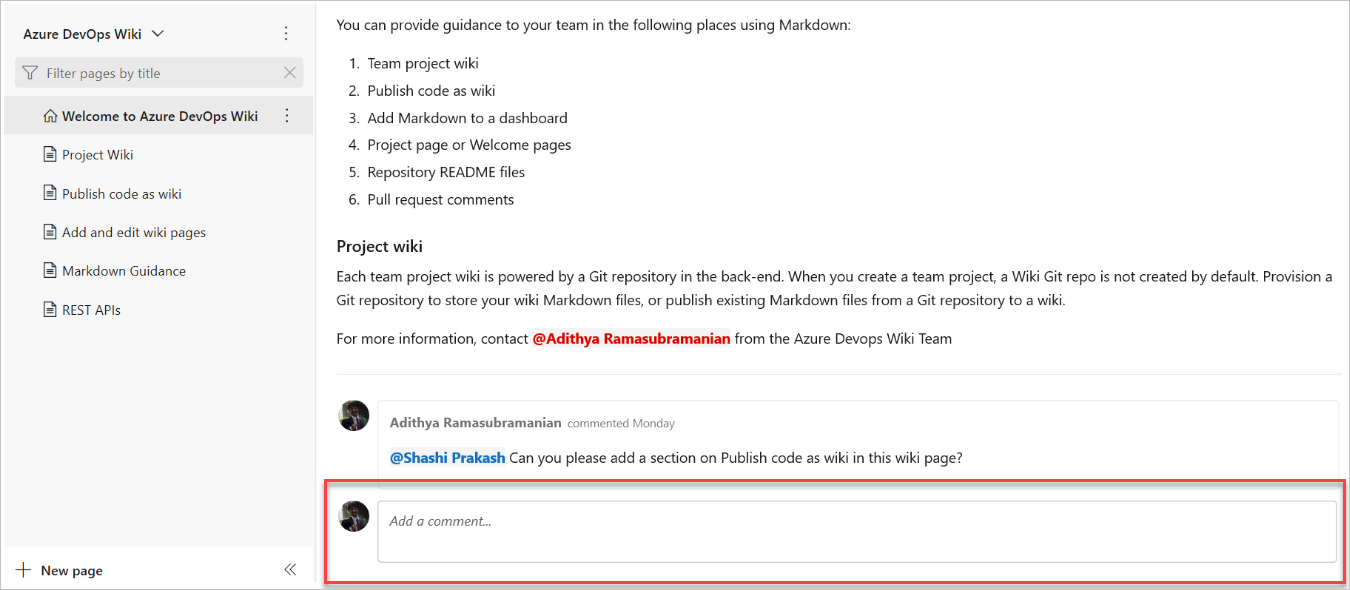 Azure DevOps Wiki
Filter pages by title
Welcome to Azure DevOps Wiki
Project Wiki
Publish code as wiki
Add and edit wiki pages
Markdown Guidance
REST APIs
New page
You can provide guidance to your team in the following places using Markdown:
1. Team project wiki
2. Publish code as wiki
3. Add Markdown to a dashboard
4. Project page or Welcome pages
5. Repository README files
6. Pull request comments
Project wiki
Each team project wiki is powered by a Git repository in the back-end. When you create a team project, a Wiki Git repo is not created by default. Provision a
Git repository to store your wiki Markdown files, or publish existing Markdown files from a Git repository to a wiki.
For more information, contact @Adithya Ramasubramanian from the Azure Devops Wiki Team
Adithya Ramasubramanian commented Monday
@Shashi Prakash Can you please add a section on Publish code as wiki in this wiki page?
Add a comment...